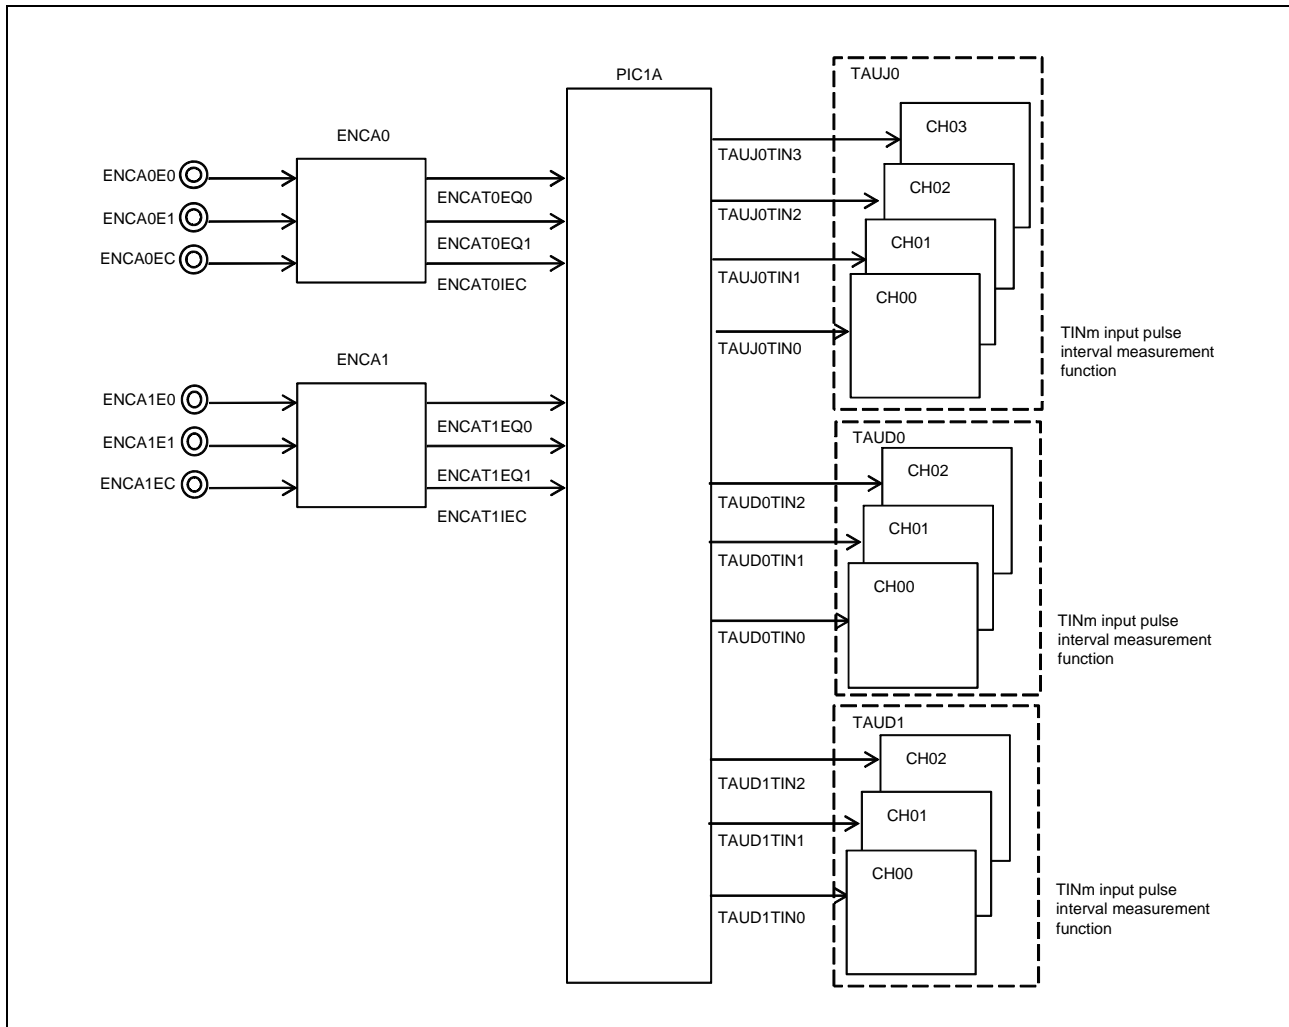 PIC1A
TAUJ0
ENCA0
CH03
TAUJ0TIN3
ENCA0E0
ENCAT0EQ0
CH02
ENCA0E1
TAUJ0TIN2
ENCAT0EQ1
CH01
ENCA0EC
ENCAT0IEC
TAUJ0TIN1
CH00
TAUJ0TIN0
TINm input pulse
interval measurement
function
ENCA1
ENCA1E0
ENCAT1EQ0
TAUD0
ENCA1E1
CH02
ENCAT1EQ1
ENCA1EC
TAUD0TIN2
ENCAT1IEC
CH01
TAUD0TIN1
CH00
TAUD0TIN0
TINm input pulse
interval measurement
function
TAUD1
CH02
TAUD1TIN2
CH01
TAUD1TIN1
CH00
TAUD1TIN0
TINm input pulse
interval measurement
function